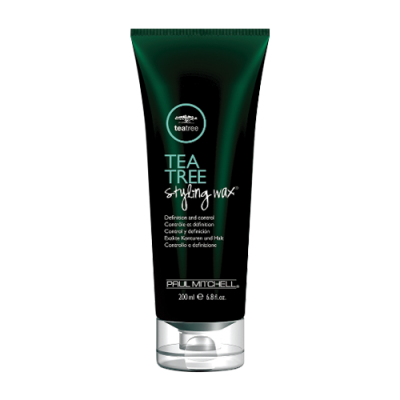 teatree
TEA
TREE
styling wax®
Definition and control
Contrôle et définition
Control y definición
Exakte Konturen und Halt
Controllo e definizione
PAUL MITCHELL®
200 ml ℮ 6.8 fl. oz.